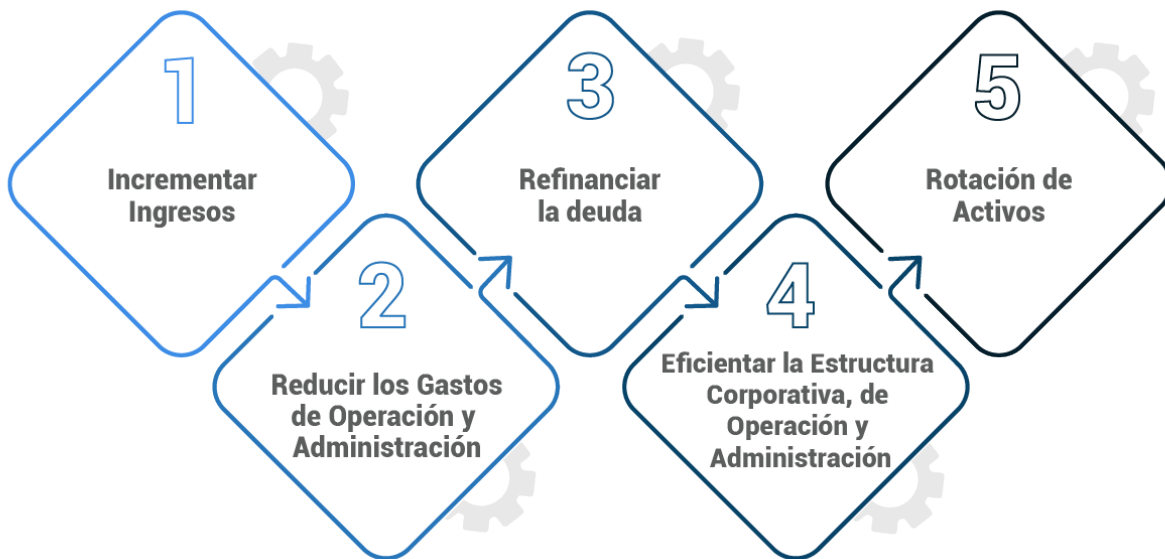 1
Incrementar
Ingresos
2
Reducir los Gastos
de Operación y
Administración
3
Refinanciar
la deuda
4
Eficientar la Estructura
Corporativa, de
Operación y
Administración
5
Rotación de
Activos